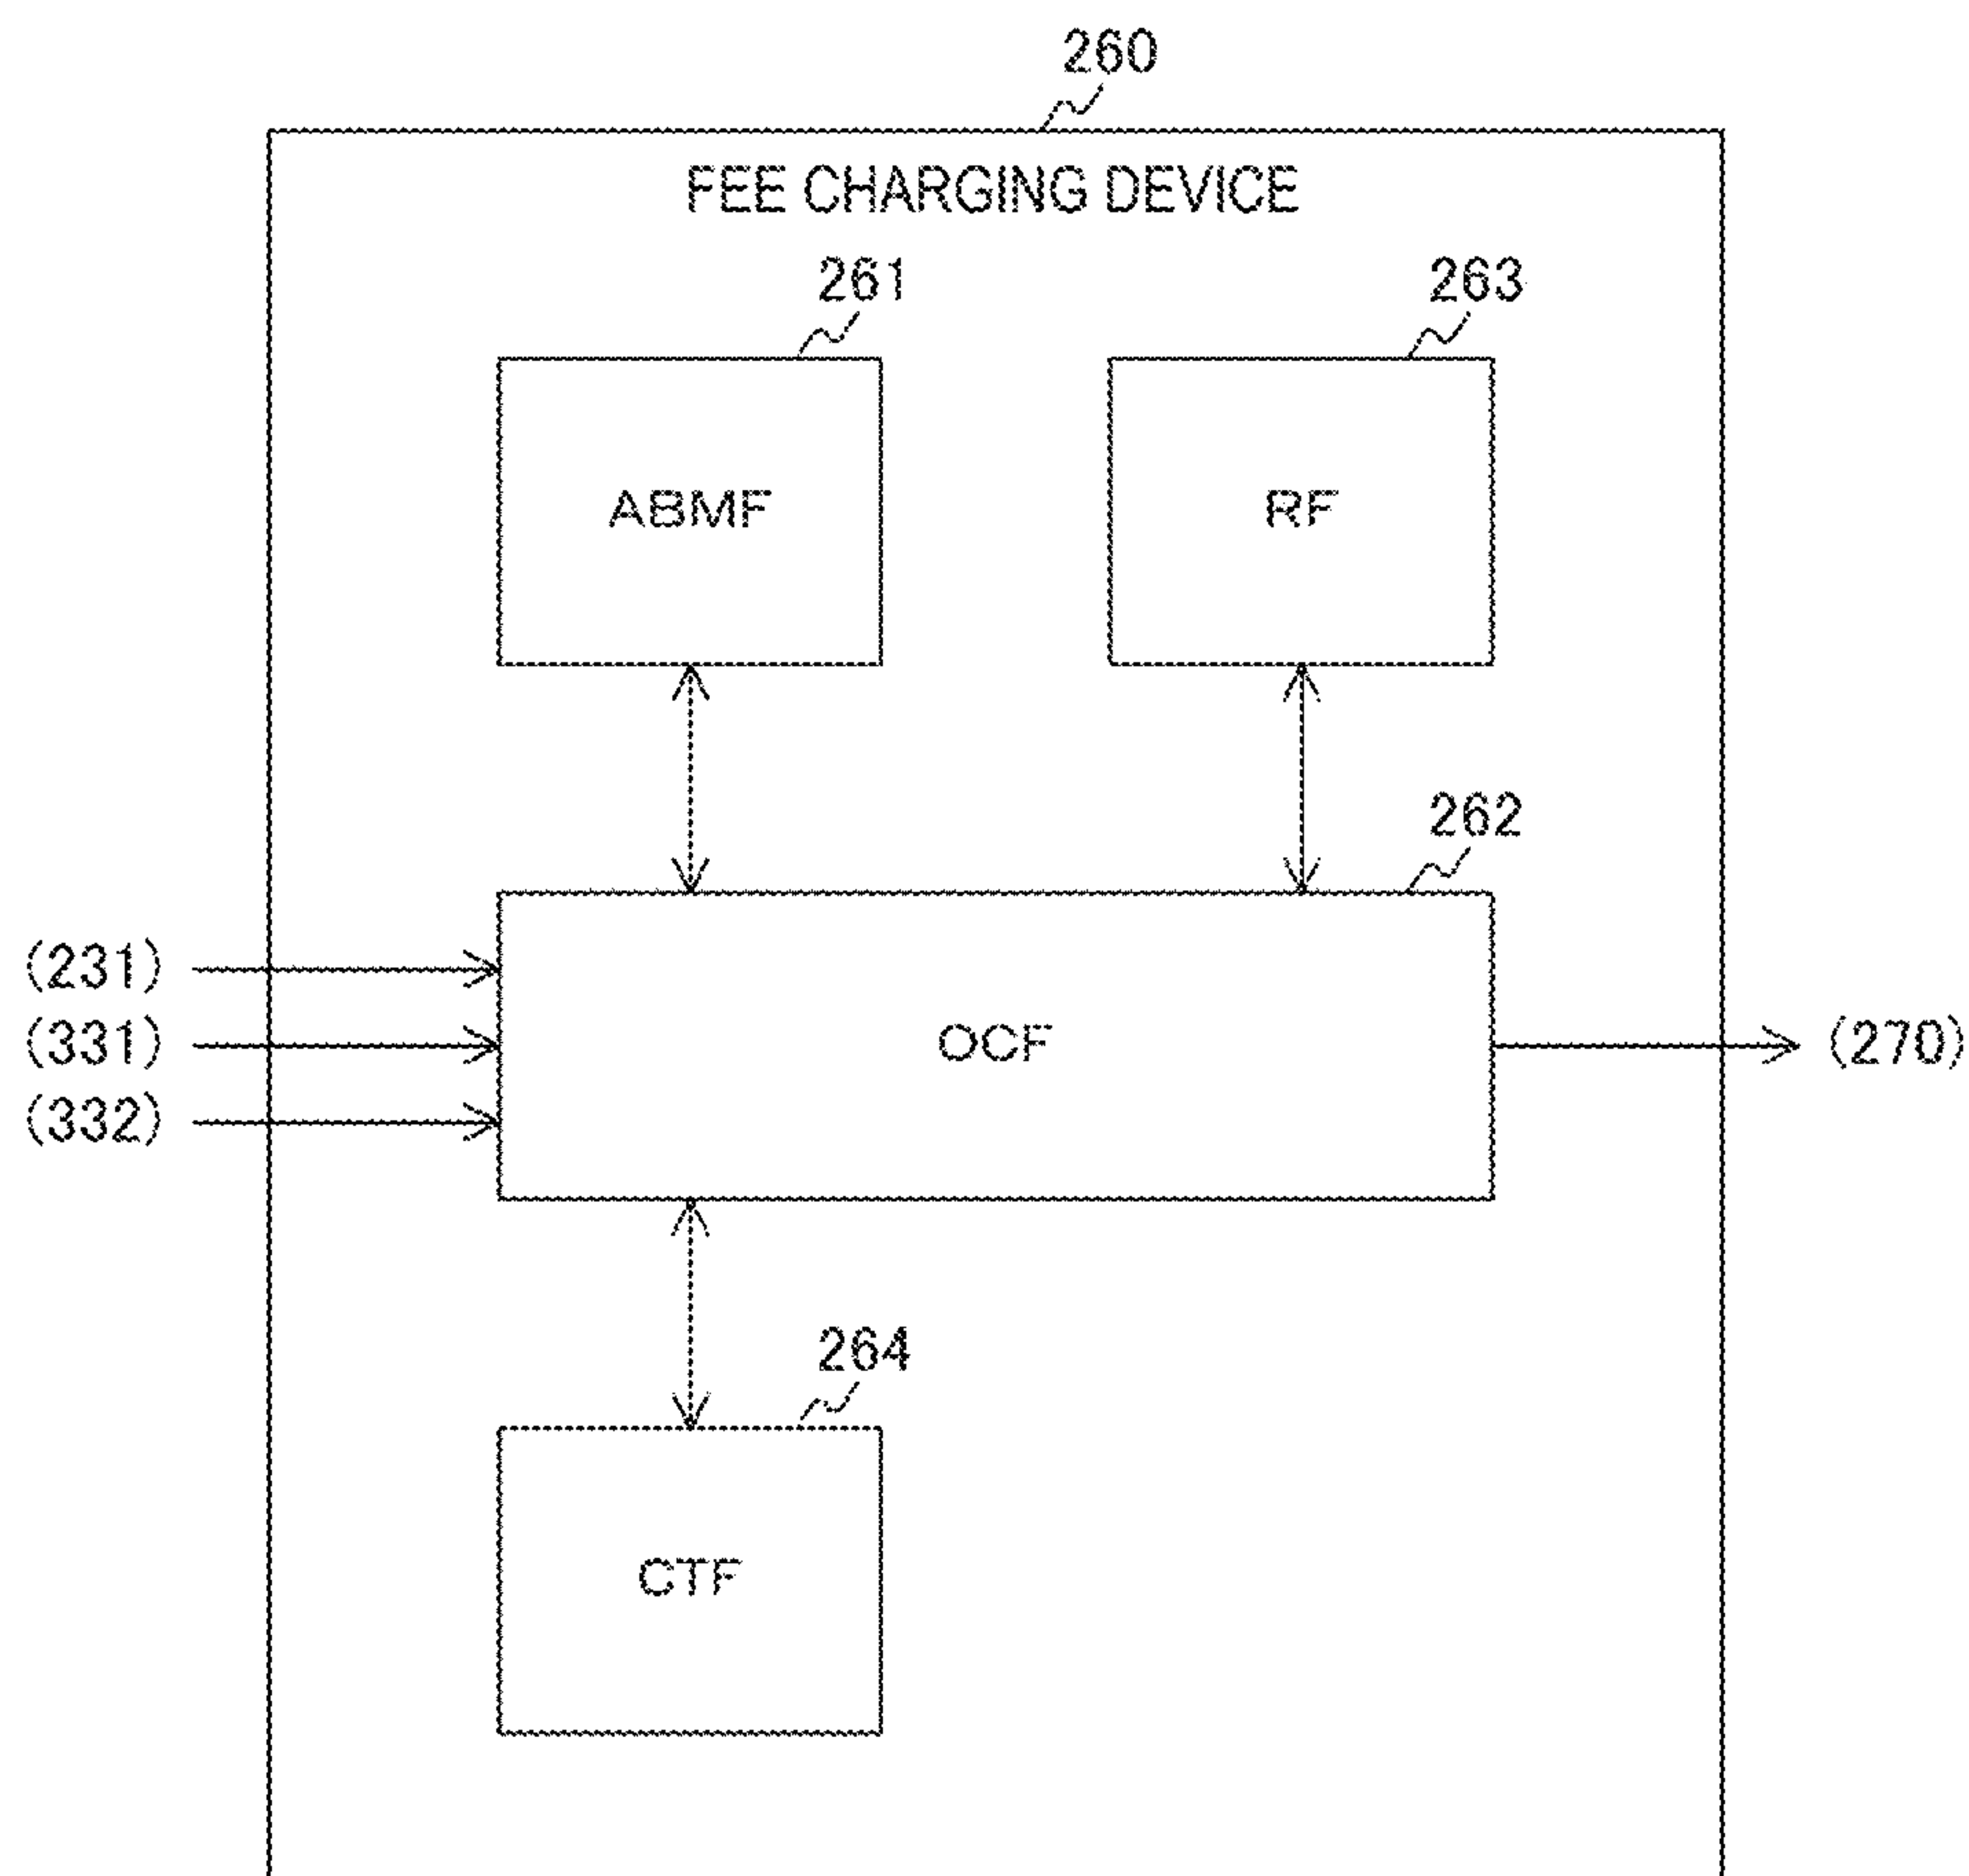 260
FEE CHARGING DEVICE
261
263
ABMF
RF
262
(231)
(331)
(332)
OCF
(270)
264
CTF